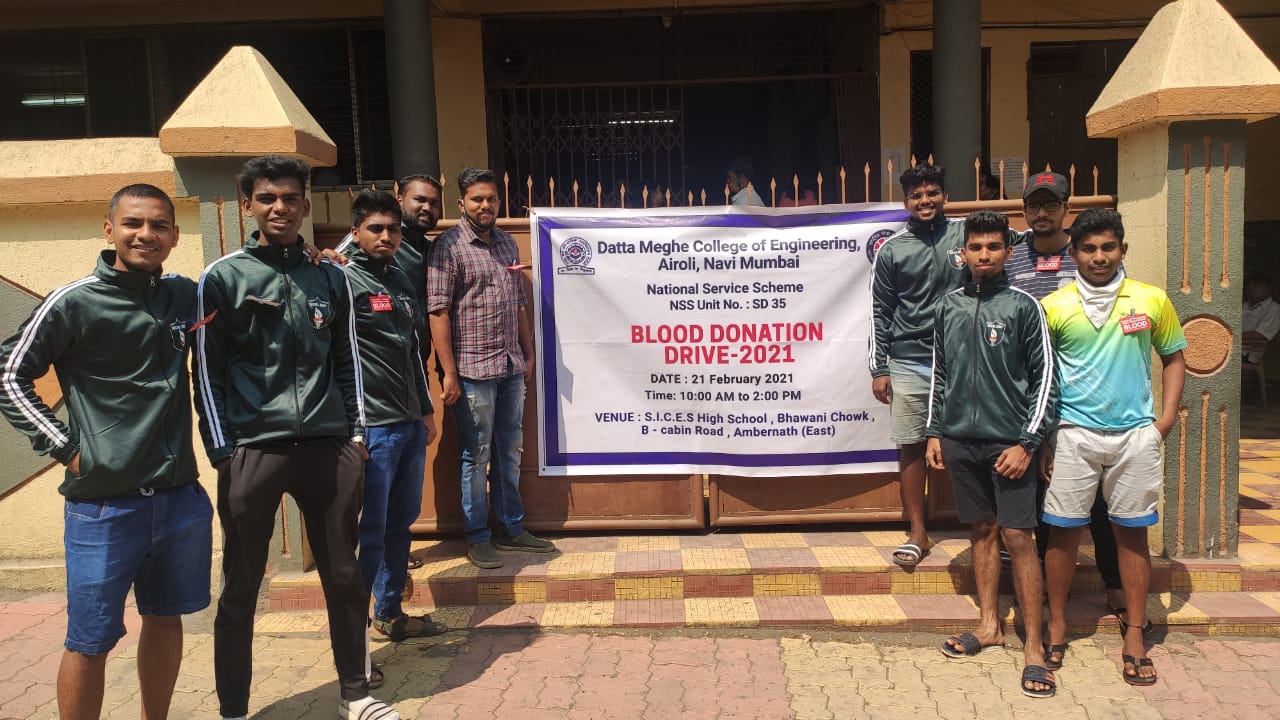 Datta Meghe College of Engineering,
Airoli, Navi Mumbai
National Service Scheme
NSS Unit No. : SD 35
BLOOD DONATION
DRIVE-2021
DATE : 21 February 2021
Time: 10:00 AM to 2:00 PM
VENUE : S.I.C.E.S High School , Bhawani Chowk ,
B - cabin Road , Ambernath (East)
BLOOD
BLOOD
BLOOD